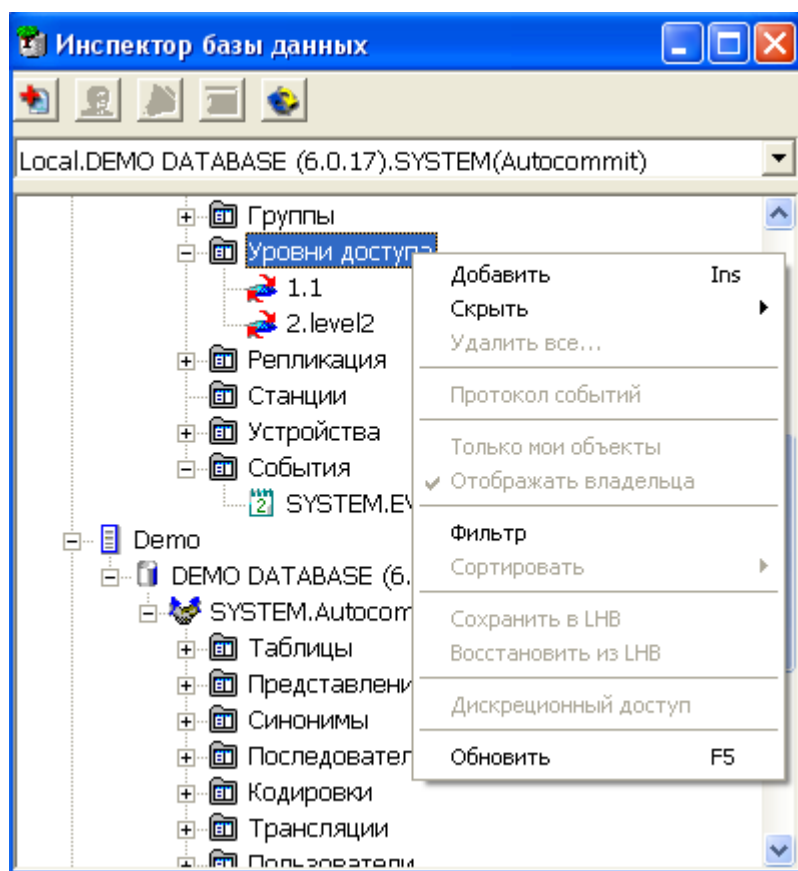 Инспектор базы данных
Local.DEMO DATABASE (6.0.17).SYSTEM(Autocommit)
Группы
Уровни доступа
1.1
2.level2
Репликация
Станции
Устройства
События
SYSTEM.EV
Demo
DEMO DATABASE (6.
SYSTEM.Autocom
Таблицы
Представлени
Синонимы
Последовател
Кодировки
Трансляции
Пользователи
Добавить Ins
Скрыть
Удалить все...
Протокол событий
Только мои объекты
Отображать владельца
Фильтр
Сортировать
Сохранить в LHB
Восстановить из LHB
Дискреционный доступ
Обновить F5